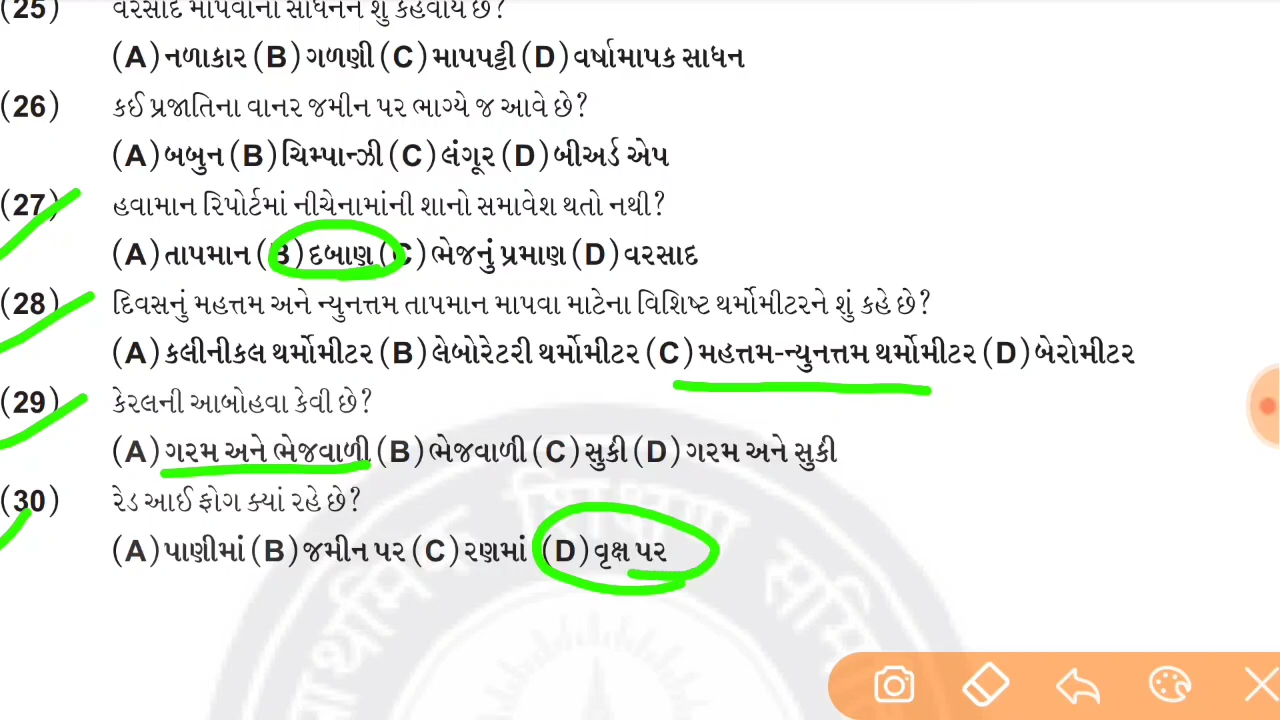 (25) વરસાદ માપવાના સાધનને શું કહેવાય છે?
(A) નળાકાર (B) ગળણી (C) માપપટ્ટી (D) વર્ષામાપક સાધન
(26) કઈ પ્રજાતિના વાનર જમીન પર ભાગ્યે જ આવે છે?
(A) બબુન (B) ચિમ્પાન્ઝી (C) લંગૂર (D) બીઅર્ડ એપ
(27) હવામાન રિપોર્ટમાં નીચેનામાંની શાનો સમાવેશ થતો નથી?
(A) તાપમાન (B) દબાણ (C) ભેજનું પ્રમાણ (D) વરસાદ
(28) દિવસનું મહત્તમ અને ન્યુનત્તમ તાપમાન માપવા માટેના વિશિષ્ટ થર્મોમીટરને શું કહે છે?
(A) કલીનીકલ થર્મોમીટર (B) લેબોરેટરી થર્મોમીટર (C) મહત્તમ-ન્યુનત્તમ થર્મોમીટર (D) બેરોમીટર
(29) કેરલની આબોહવા કેવી છે?
(A) ગરમ અને ભેજવાળી (B) ભેજવાળી (C) સુકી (D) ગરમ અને સુકી
(30) રેડ આઈ ફોગ ક્યાં રહે છે?
(A) પાણીમાં (B) જમીન પર (C) રણમાં (D) વૃક્ષ પર